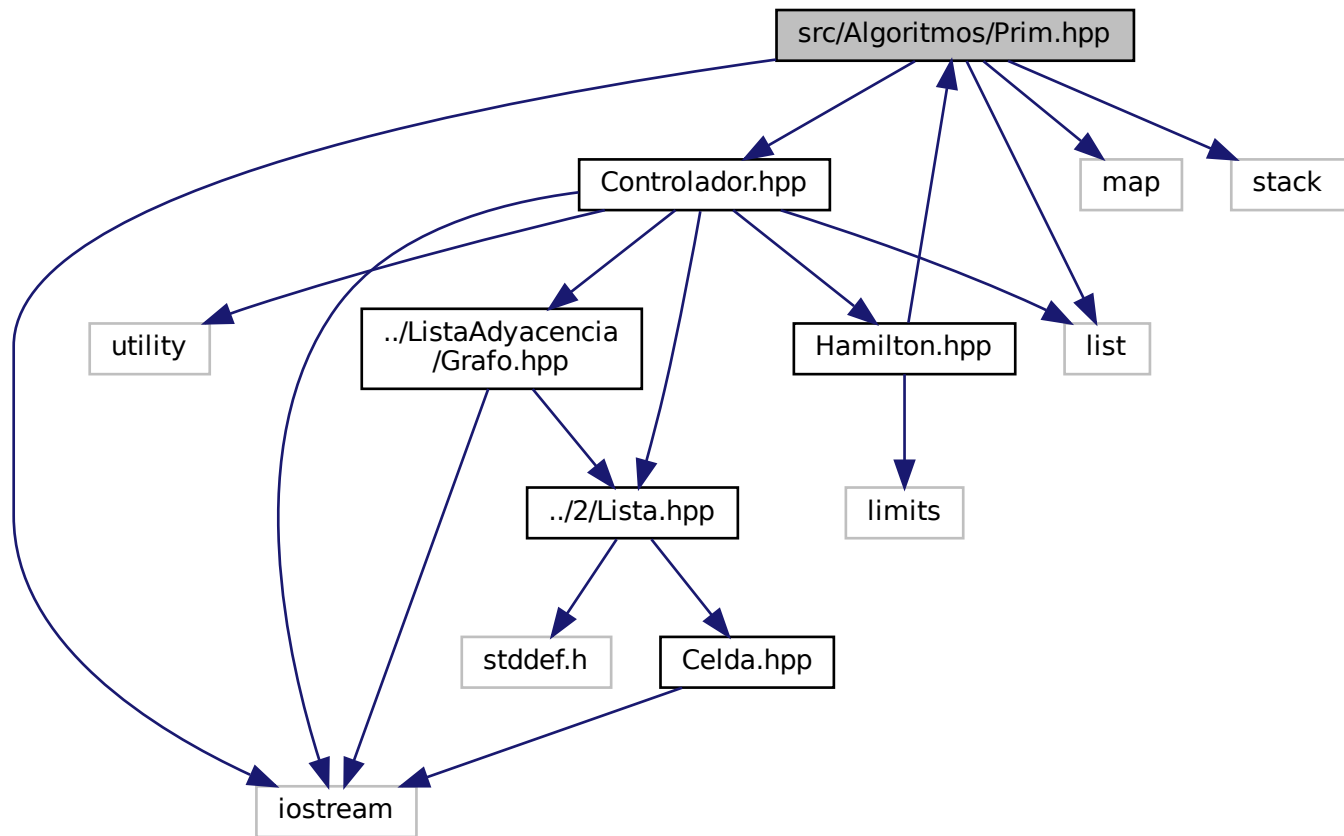 src/Algoritmos/Prim.hpp
Controlador.hpp
map
stack
utility
../ListaAdyacencia
/Grafo.hpp
Hamilton.hpp
list
../2/Lista.hpp
limits
stddef.h
Celda.hpp
iostream